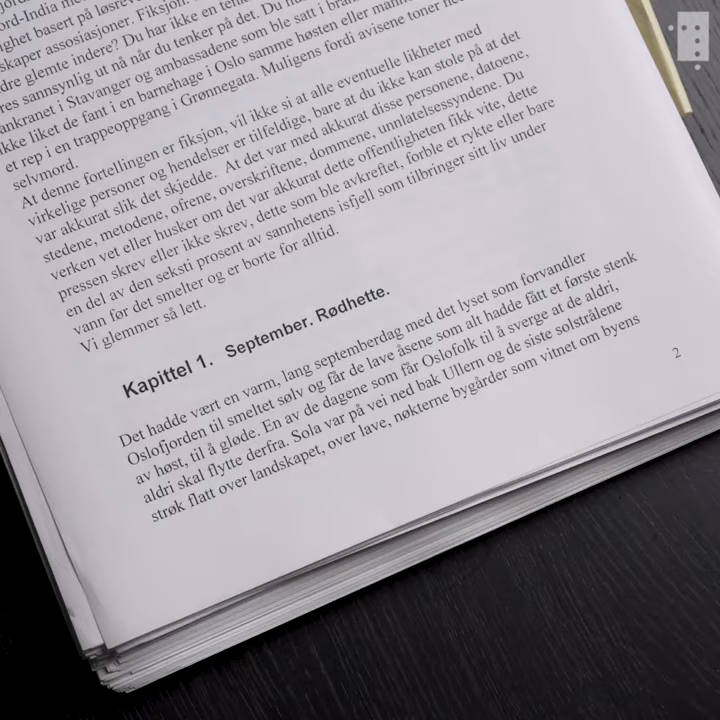 ord-India me
ghet basert på løsrev
skaper assosiasjoner. Fiksjon.
dre glemte indere? Du har ikke en tenk
res sannsynlig ut nå når du tenker på det. Du h
ankranet i Stavanger og ambassadene som ble satt i bran
kke liket de fant i en barnehage i Oslo samme høsten eller mann
et rep i en trappeoppgang i Grønnegata. Muligens fordi avisene toner ned
selvmord.
At denne fortellingen er fiksjon, vil ikke si at alle eventuelle likheter med
virkelige personer og hendelser er tilfeldige, bare at du ikke kan stole på at det
var akkurat slik det skjedde. At det var med akkurat disse personene, datoene,
stedene, metodene, ofrene, overskriftene, dommene, unnlatelsessyndene. Du
verken vet eller husker om det var akkurat dette offentligheten fikk vite, dette
pressen skrev eller ikke skrev, dette som ble avkreftet, forble et rykte eller bare
en del av den seksti prosent av sannhetens isfjell som tilbringer sitt liv under
vann før det smelter og er borte for alltid.
Vi glemmer så lett.
Kapittel 1. September. Rødhette.
Det hadde vært en varm, lang septemberdag med det lyset som forvandler
Oslofjorden til smeltet sølv og får de lave åsene som alt hadde fått et første stenk
av høst, til å gløde. En av de dagene som får Oslofolk til å sverge at de aldri,
aldri skal flytte derfra. Sola var på vei ned bak Ullern og de siste solstrålene
strøk flatt over landskapet, over lave, nøkterne bygårder som vitnet om byens
2